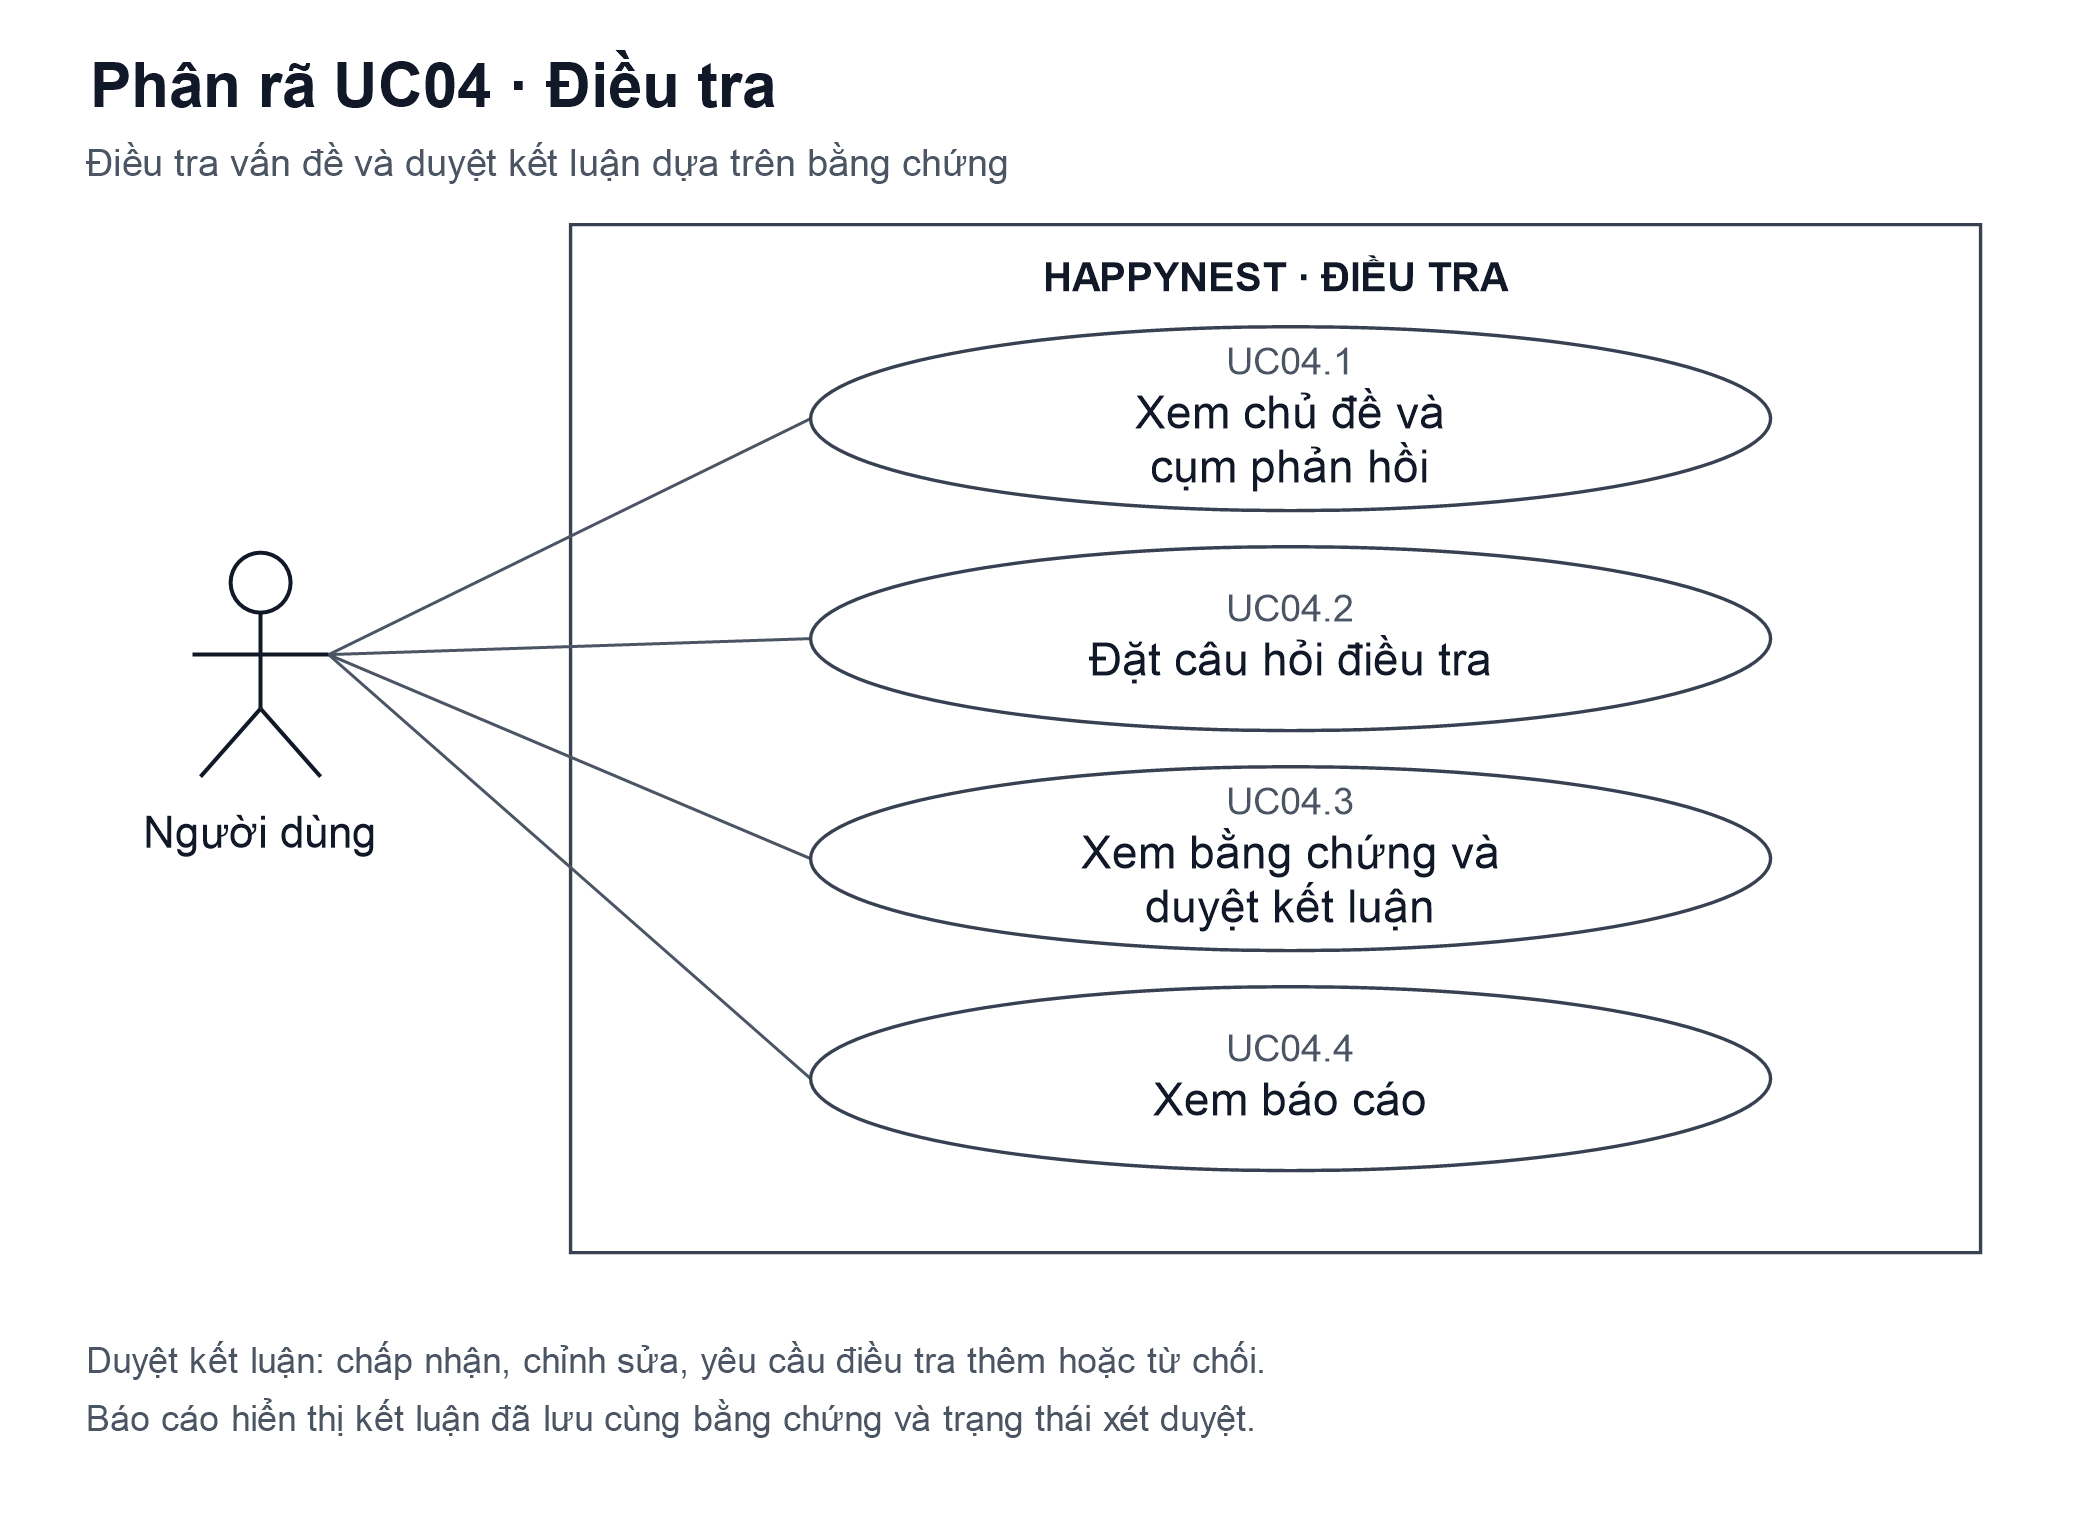 Phân rã UC04 · Điều tra
Điều tra vấn đề và duyệt kết luận dựa trên bằng chứng
HAPPYNEST · ĐIỀU TRA
UC04.1
Xem chủ đề và
cụm phản hồi
UC04.2
Đặt câu hỏi điều tra
UC04.3
Xem bằng chứng và
duyệt kết luận
UC04.4
Xem báo cáo
Người dùng
Duyệt kết luận: chấp nhận, chỉnh sửa, yêu cầu điều tra thêm hoặc từ chối.
Báo cáo hiển thị kết luận đã lưu cùng bằng chứng và trạng thái xét duyệt.